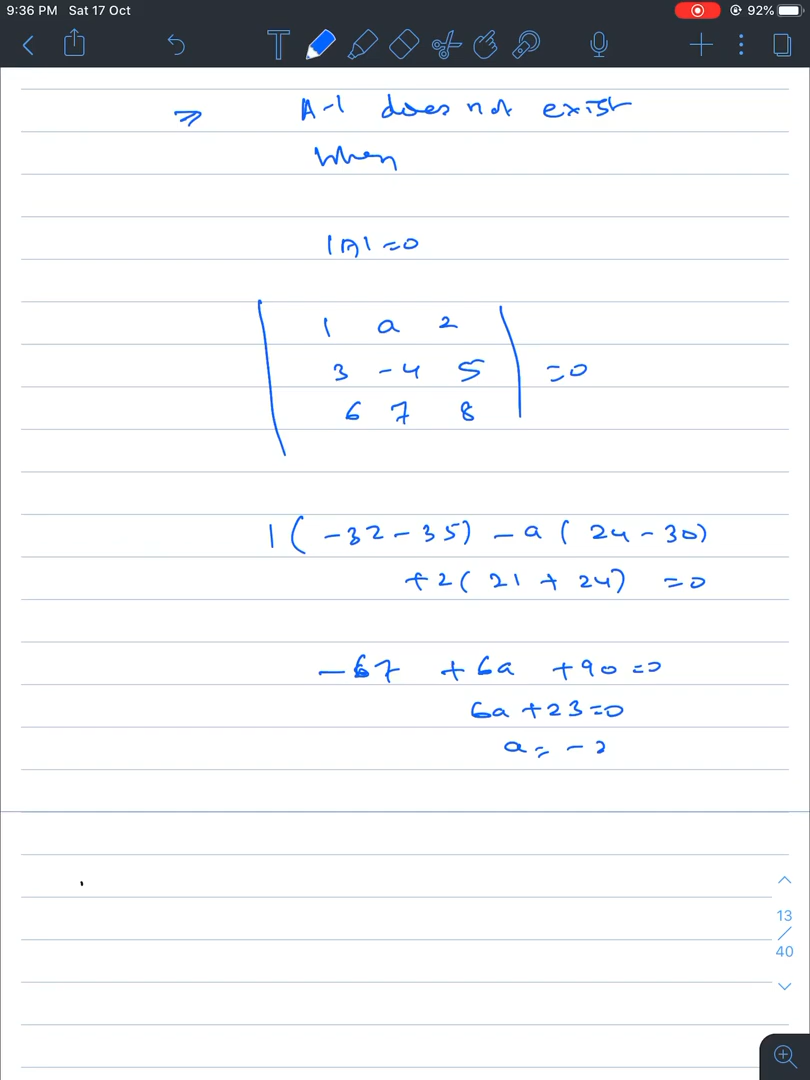 9:36 PM Sat 17 Oct 92%
⇒ A-1 does not exist
when
|A| = 0
1 a 2
3 -4 5 = 0
6 7 8
1 ( -32 - 35) - a ( 24 - 30)
+ 2 ( 21 + 24) = 0
- 67 + 6a + 90 = 0
6a + 23 = 0
a = - 2
13
/
40